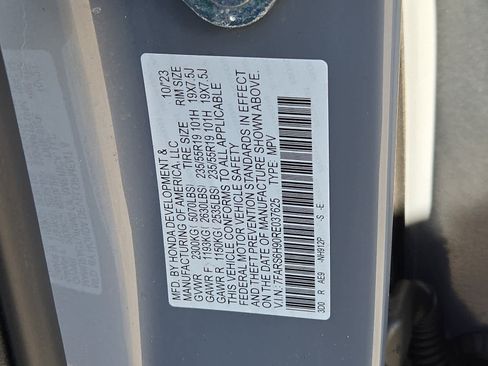 MFD. BY HONDA DEVELOPMENT & 10/23
MANUFACTURING OF AMERICA, LLC TIRE SIZE RIM SIZE
GVWR 2300KG/ 5070LBS/ 235/55R19 101H 19X7.5J
GAWR F 1193KG/ 2630LBS/ 235/55R19 101H 19X7.5J
GAWR R 1150KG/ 2535LBS/
THIS VEHICLE CONFORMS TO ALL APPLICABLE
FEDERAL MOTOR VEHICLE SAFETY
AND THEFT PREVENTION STANDARDS IN EFFECT
ON THE DATE OF MANUFACTURE SHOWN ABOVE.
V.I.N.: 7FARS6H90RE037625 TYPE: MPV
3D0 R AE9 -NH912P -S -E